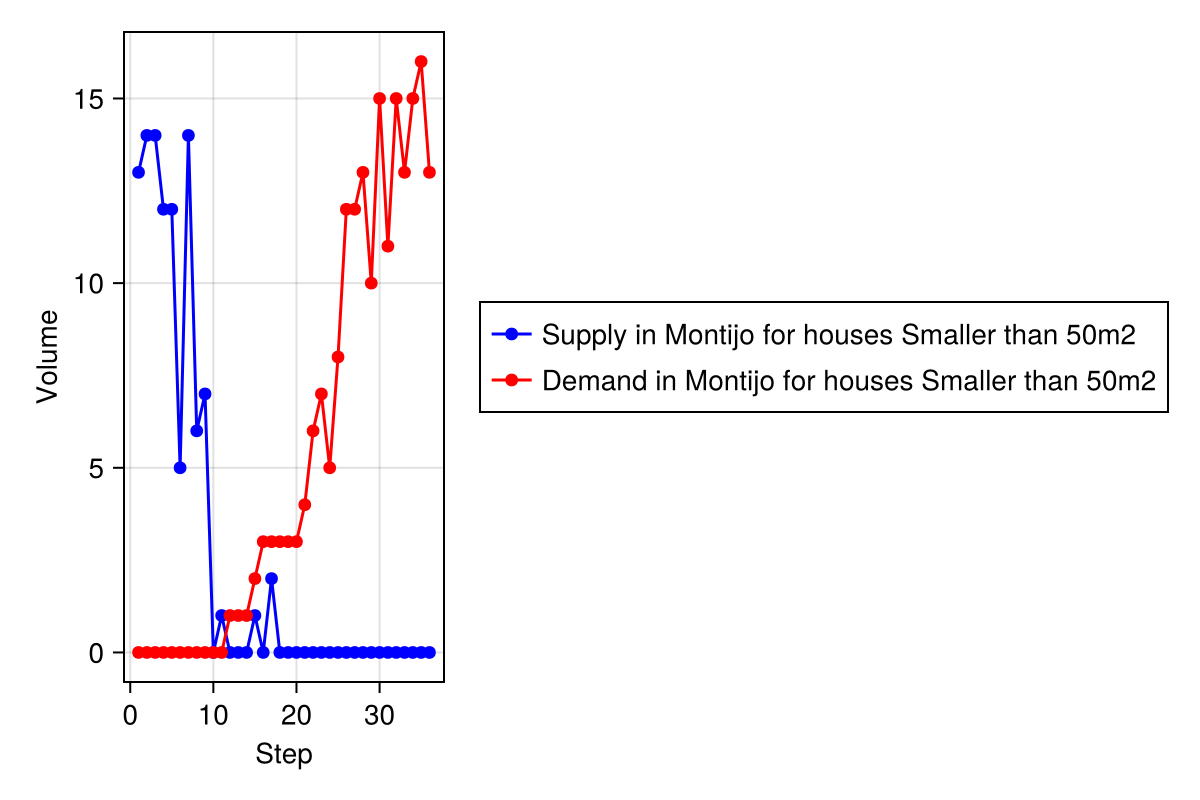 15
10
5
0
Volume
0 10 20 30
Step
Supply in Montijo for houses Smaller than 50m2
Demand in Montijo for houses Smaller than 50m2